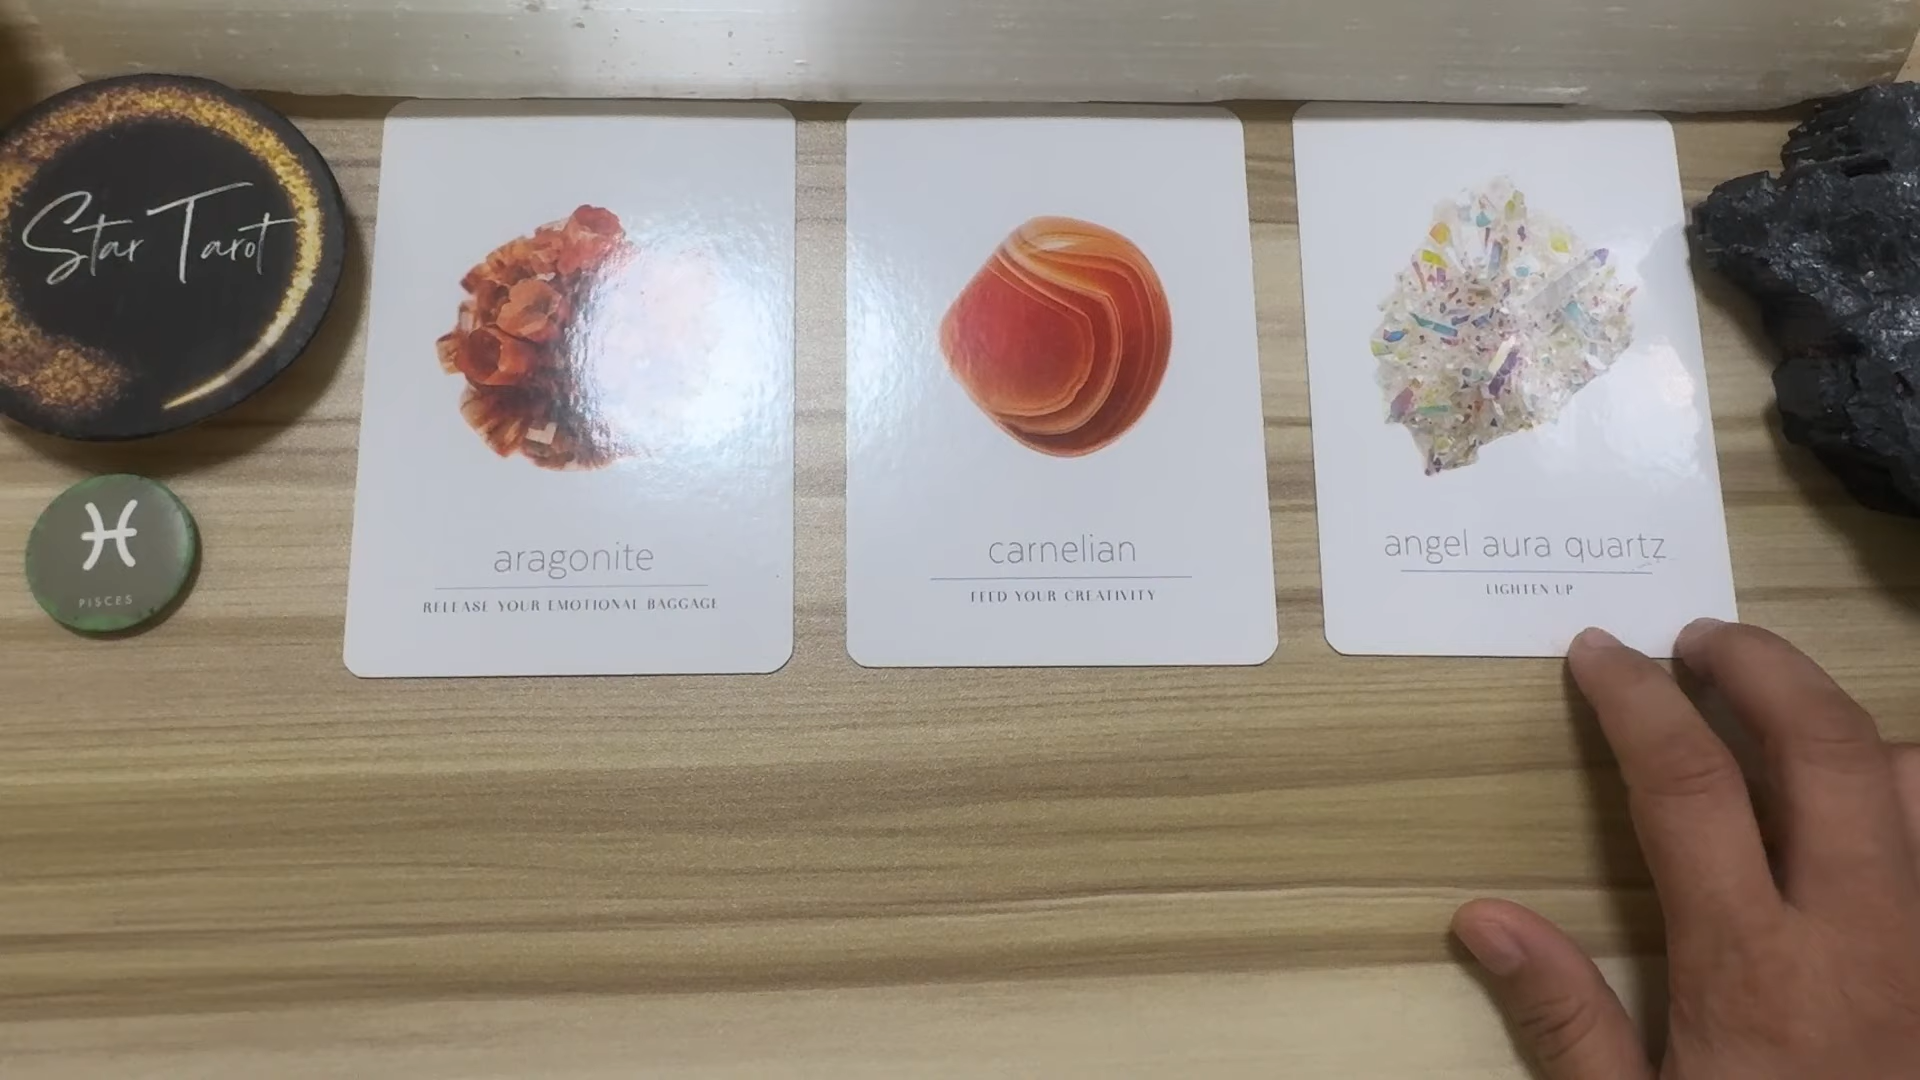 Star Tarot
PISCES
aragonite
RELEASE YOUR EMOTIONAL BAGGAGE
carnelian
FEED YOUR CREATIVITY
angel aura quartz
LIGHTEN UP